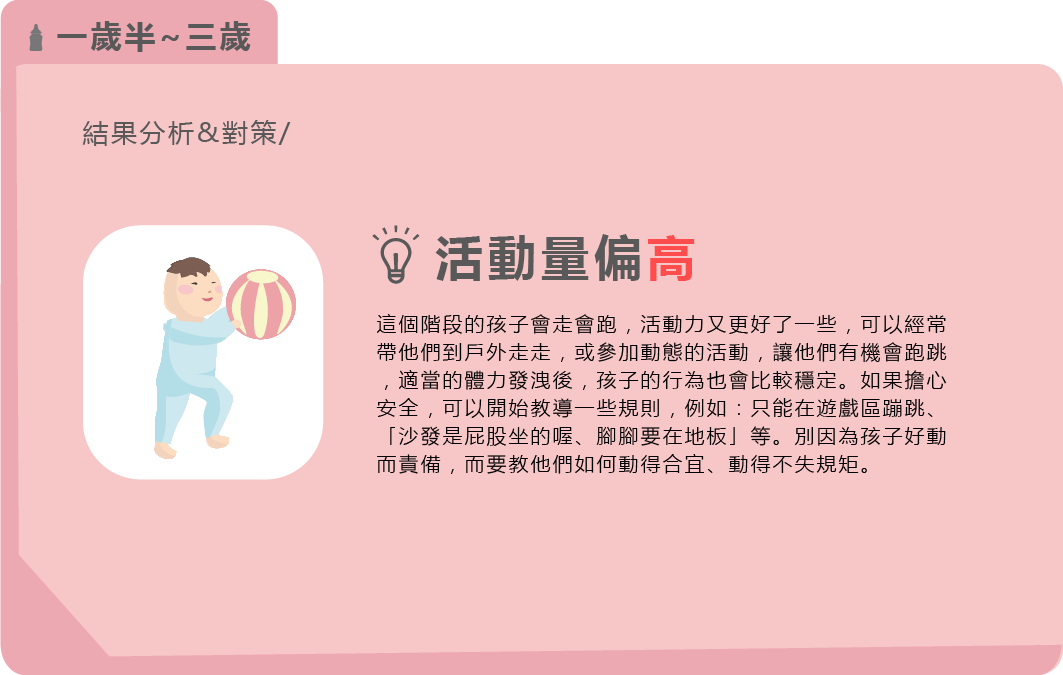 一歲半~三歲
結果分析&對策/
活動量偏高
這個階段的孩子會走會跑，活動力又更好了一些，可以經常
帶他們到戶外走走，或參加動態的活動，讓他們有機會跑跳
，適當的體力發洩後，孩子的行為也會比較穩定。如果擔心
安全，可以開始教導一些規則，例如：只能在遊戲區蹦跳、
「沙發是屁股坐的喔、腳腳要在地板」等。別因為孩子好動
而責備，而要教他們如何動得合宜、動得不失規矩。